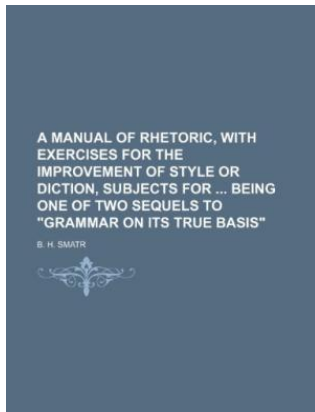 A MANUAL OF RHETORIC, WITH
EXERCISES FOR THE
IMPROVEMENT OF STYLE OR
DICTION, SUBJECTS FOR ... BEING
ONE OF TWO SEQUELS TO
"GRAMMAR ON ITS TRUE BASIS"
B. H. SMATR